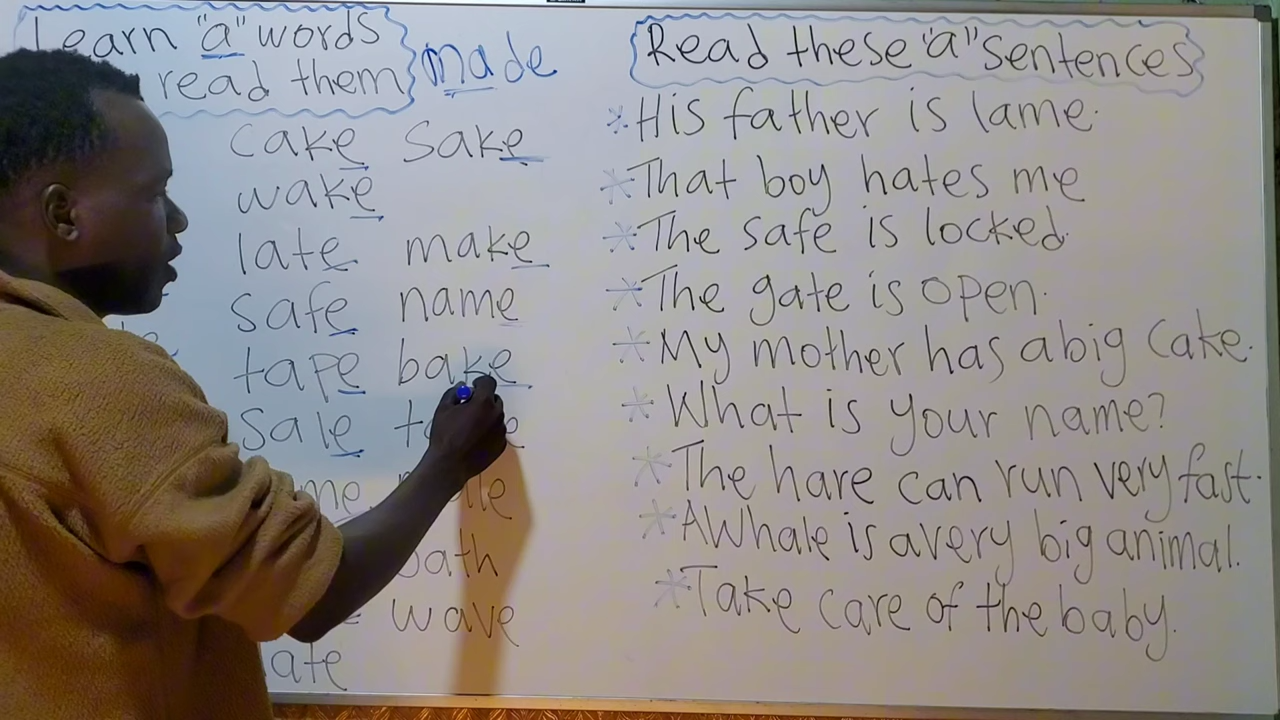 Learn "a" words
read them
made
cake sake
wake
late make
safe name
tape bake
sale
wave
Read these "a" sentences
* His father is lame.
* That boy hates me
* The safe is locked.
* The gate is open.
* My mother has a big cake.
* What is your name?
* The hare can run very fast.
* A Whale is a very big animal.
* Take care of the baby.